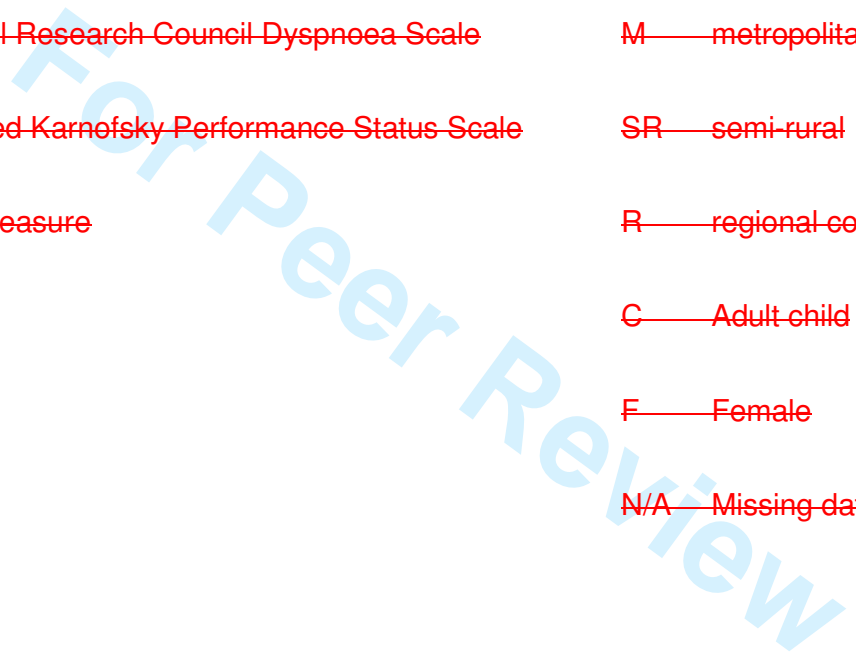 l Research Council Dyspnoea Scale M metropolita
ed Karnofsky Performance Status Scale SR semi-rural
easure R regional co
C Adult child
F Female
N/A Missing da
For Peer Review